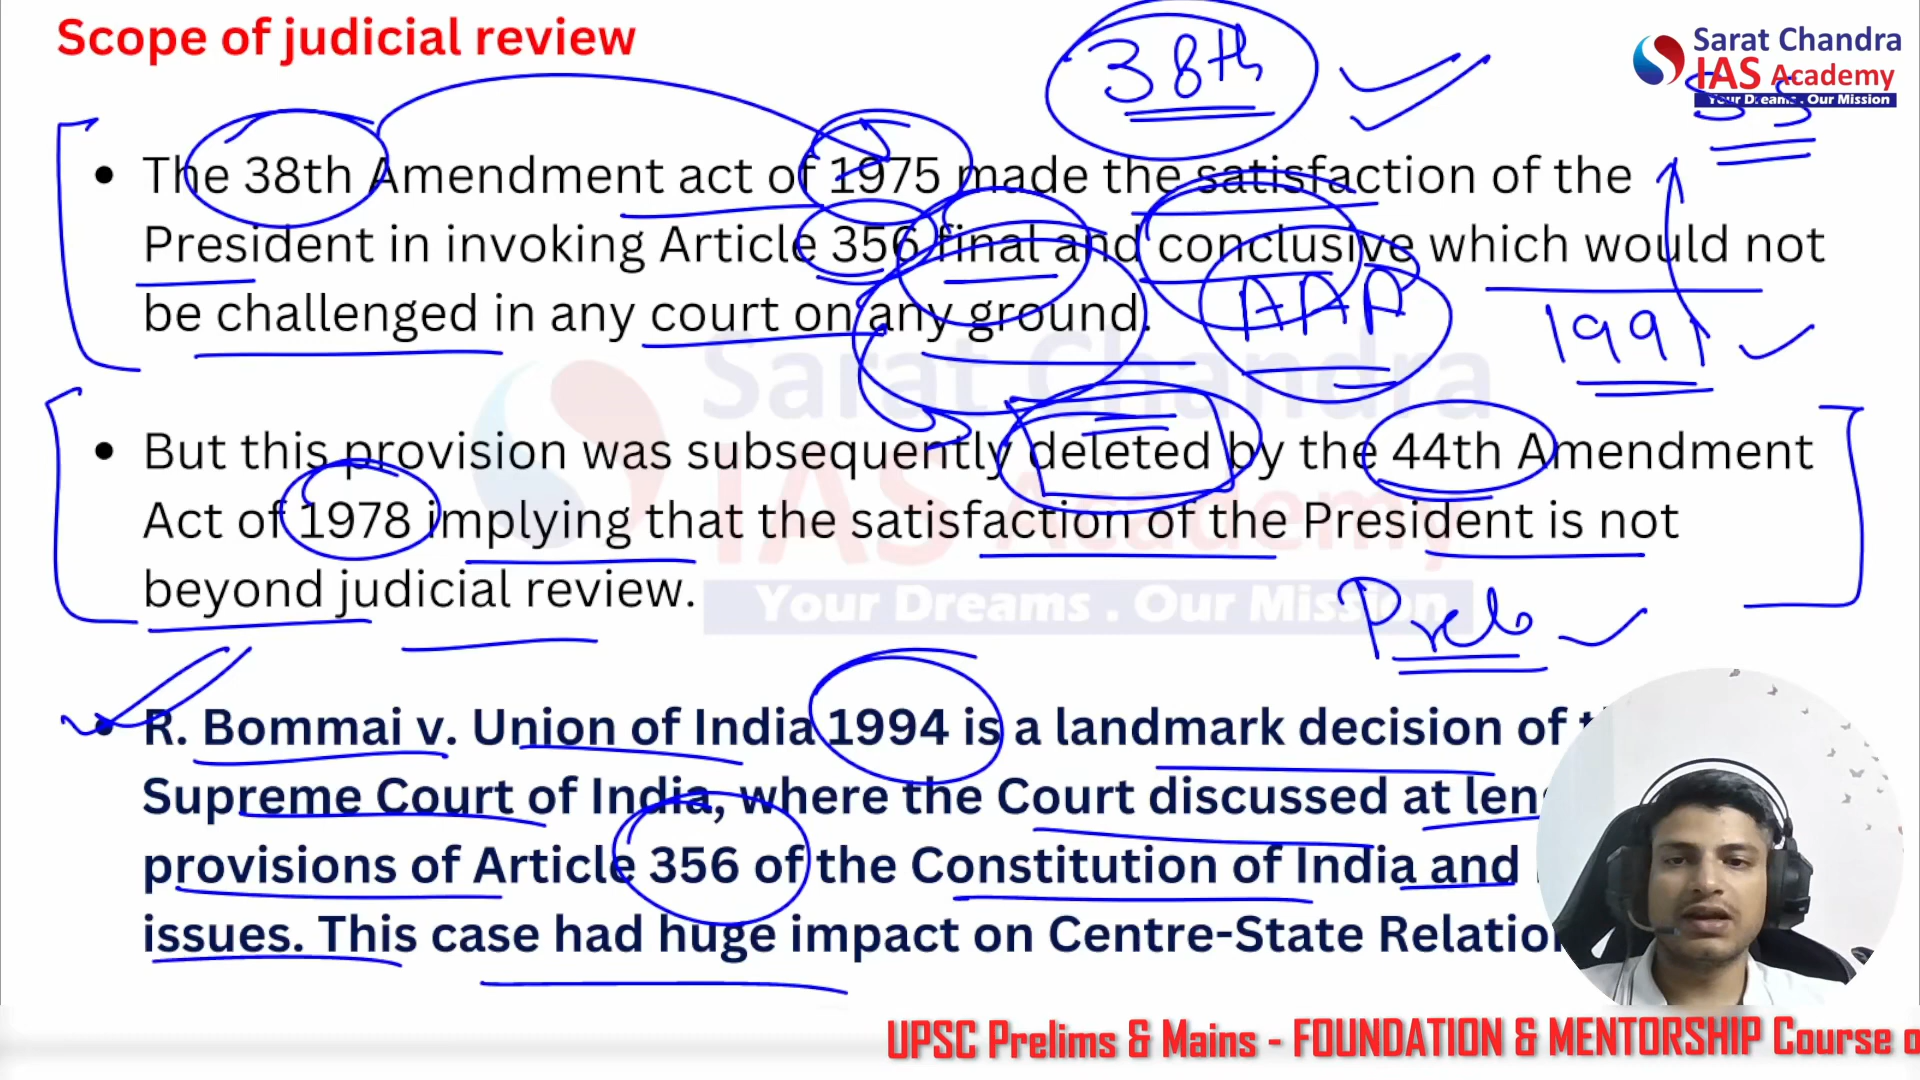 Scope of judicial review
38th
Sarat Chandra
IAS Academy
Your Dreams . Our Mission
• The 38th Amendment act of 1975 made the satisfaction of the
President in invoking Article 356 final and conclusive which would not
be challenged in any court on any ground.
1991
Sarat Chandra
• But this provision was subsequently deleted by the 44th Amendment
IAS Academy
Act of 1978 implying that the satisfaction of the President is not
beyond judicial review.
Your Dreams . Our Mission
• R. Bommai v. Union of India 1994 is a landmark decision of
Supreme Court of India, where the Court discussed at
provisions of Article 356 of the Constitution of India and
issues. This case had huge impact on Centre-State
UPSC Prelims & Mains - FOUNDATION & MENTORSHIP Course